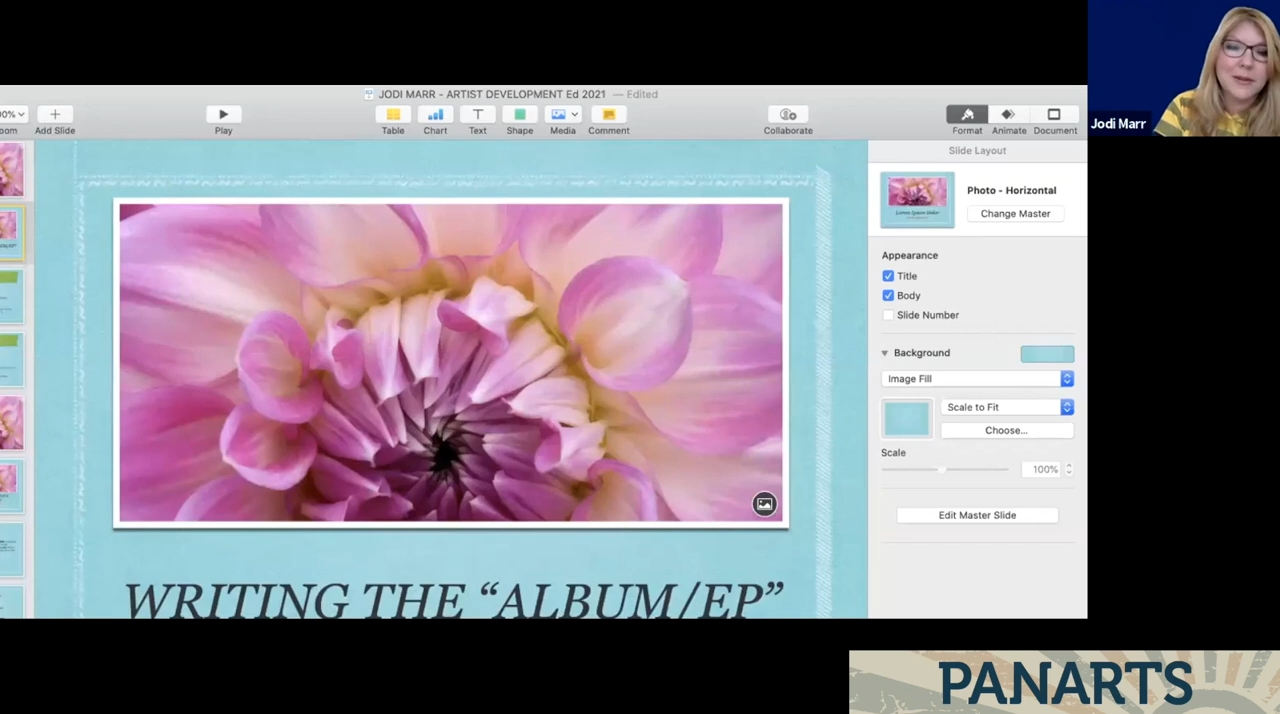 JODI MARR - ARTIST DEVELOPMENT Ed 2021 — Edited
Add Slide
Play
Table
Chart
Text
Shape
Media
Comment
Collaborate
Format
Animate
Document
Slide Layout
Photo - Horizontal
Change Master
Appearance
Title
Body
Slide Number
Background
Image Fill
Scale to Fit
Choose...
Scale
100%
Edit Master Slide
WRITING THE “ALBUM/EP”
Jodi Marr
PANARTS